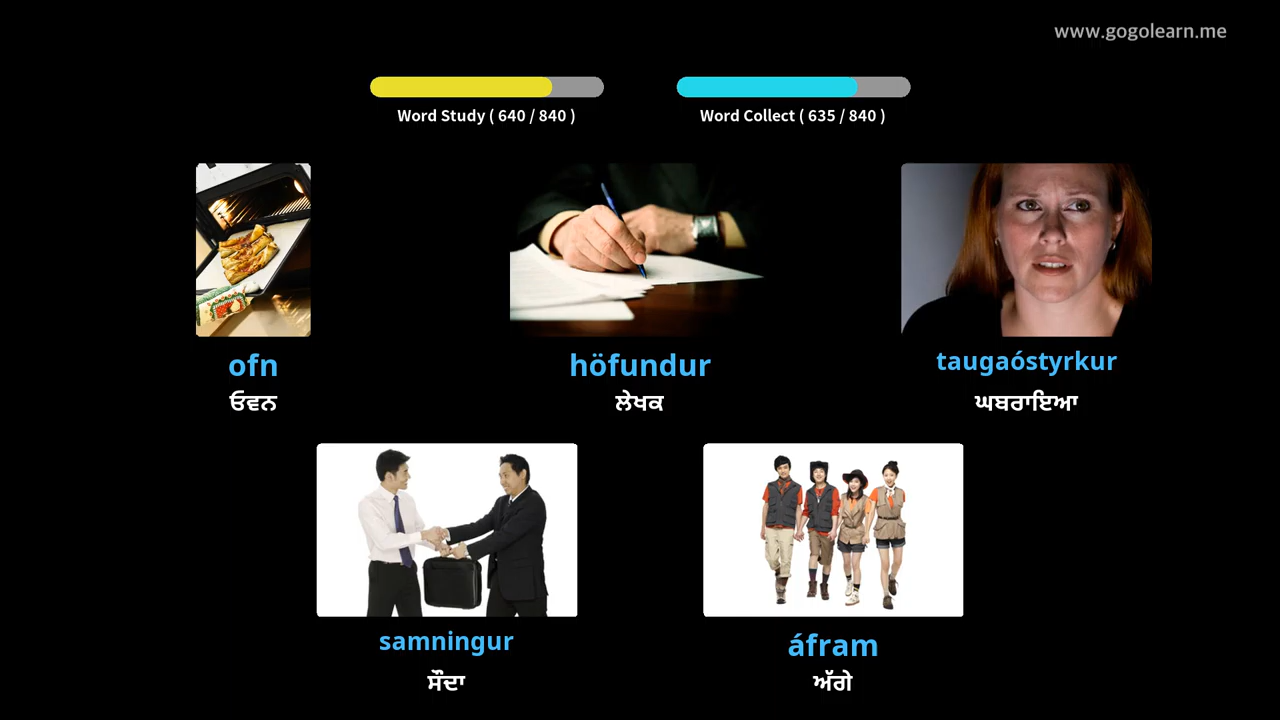 www.gogolearn.me
Word Study ( 640 / 840 )
Word Collect ( 635 / 840 )
ofn
ਓਵਨ
höfundur
ਲੇਖਕ
taugaóstyrkur
ਘਬਰਾਇਆ
samningur
ਸੌਦਾ
áfram
ਅੱਗੇ